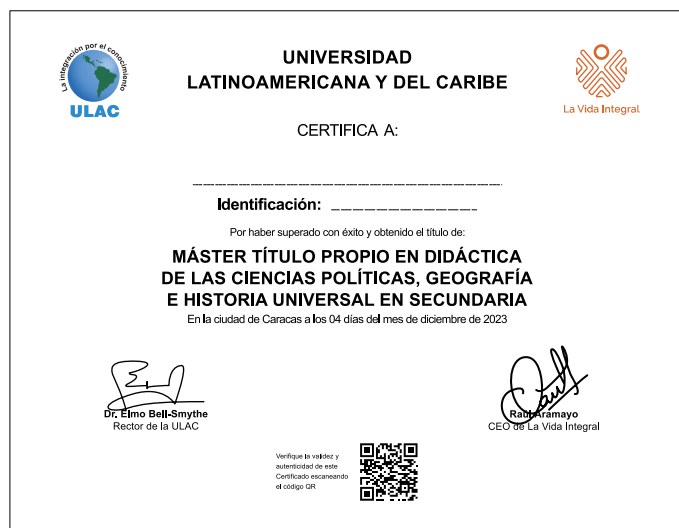 La integración por el conocimiento
ULAC
UNIVERSIDAD
LATINOAMERICANA Y DEL CARIBE
La Vida Integral
CERTIFICA A:
Identificación:
Por haber superado con éxito y obtenido el título de:
MÁSTER TÍTULO PROPIO EN DIDÁCTICA
DE LAS CIENCIAS POLÍTICAS, GEOGRAFÍA
E HISTORIA UNIVERSAL EN SECUNDARIA
En la ciudad de Caracas a los 04 días del mes de diciembre de 2023
Dr. Elmo Bell-Smythe
Rector de la ULAC
Raúl Aramayo
CEO de La Vida Integral
Verifique la validez y
autenticidad de este
Certificado escaneando
el código QR